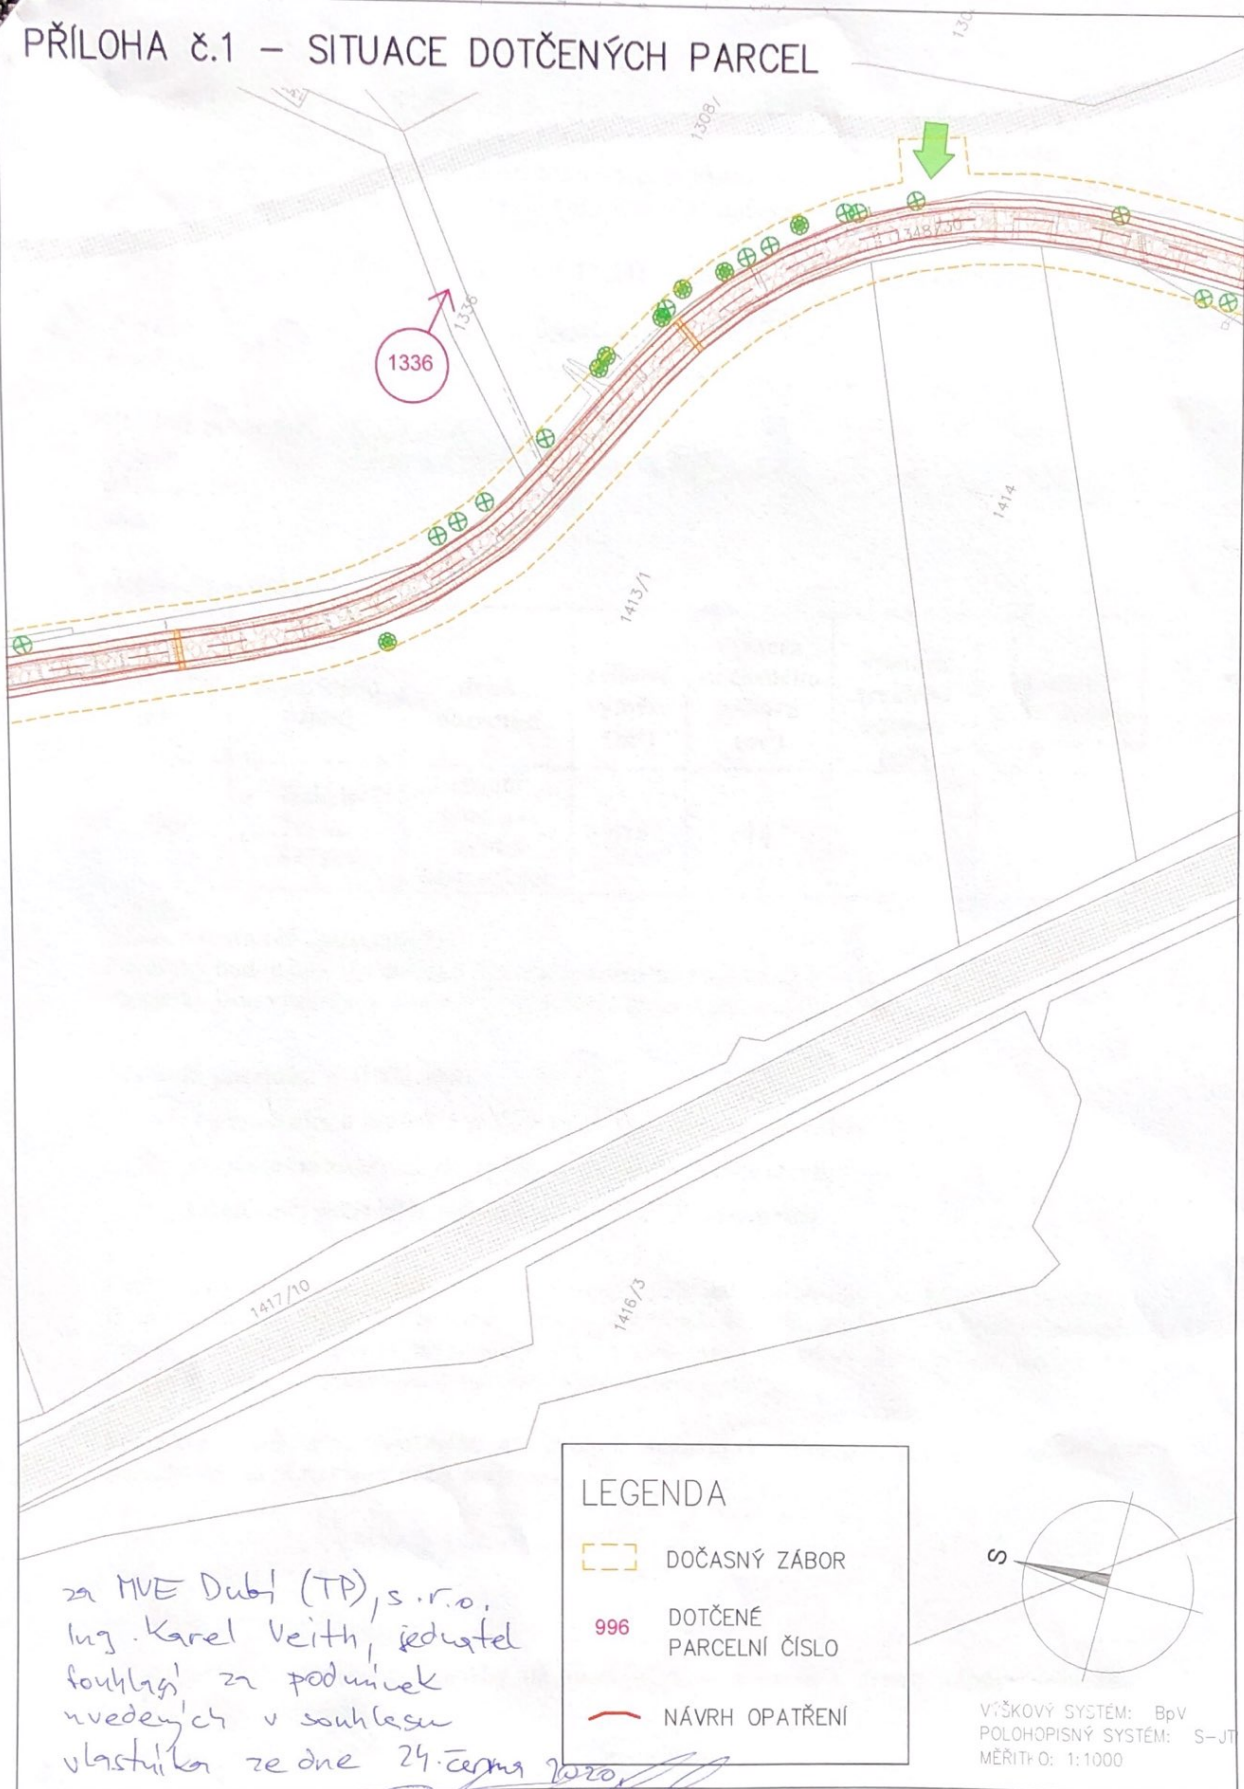 PŘÍLOHA č.1 – SITUACE DOTČENÝCH PARCEL
130
1308/
1348/30
1336
1336
1414
1413/1
1417/10
1416/3
LEGENDA
DOČASNÝ ZÁBOR
996 DOTČENÉ
PARCELNÍ ČÍSLO
NÁVRH OPATŘENÍ
S
VÝŠKOVÝ SYSTÉM: BpV
POLOHOPISNÝ SYSTÉM: S-JT
MĚŘÍTKO: 1:1000
za MVE Dubí (TP), s.r.o.
Ing. Karel Veith, jednatel
souhlasí za podmínek
uvedených v souhlasu
vlastníka ze dne 24. června 2020